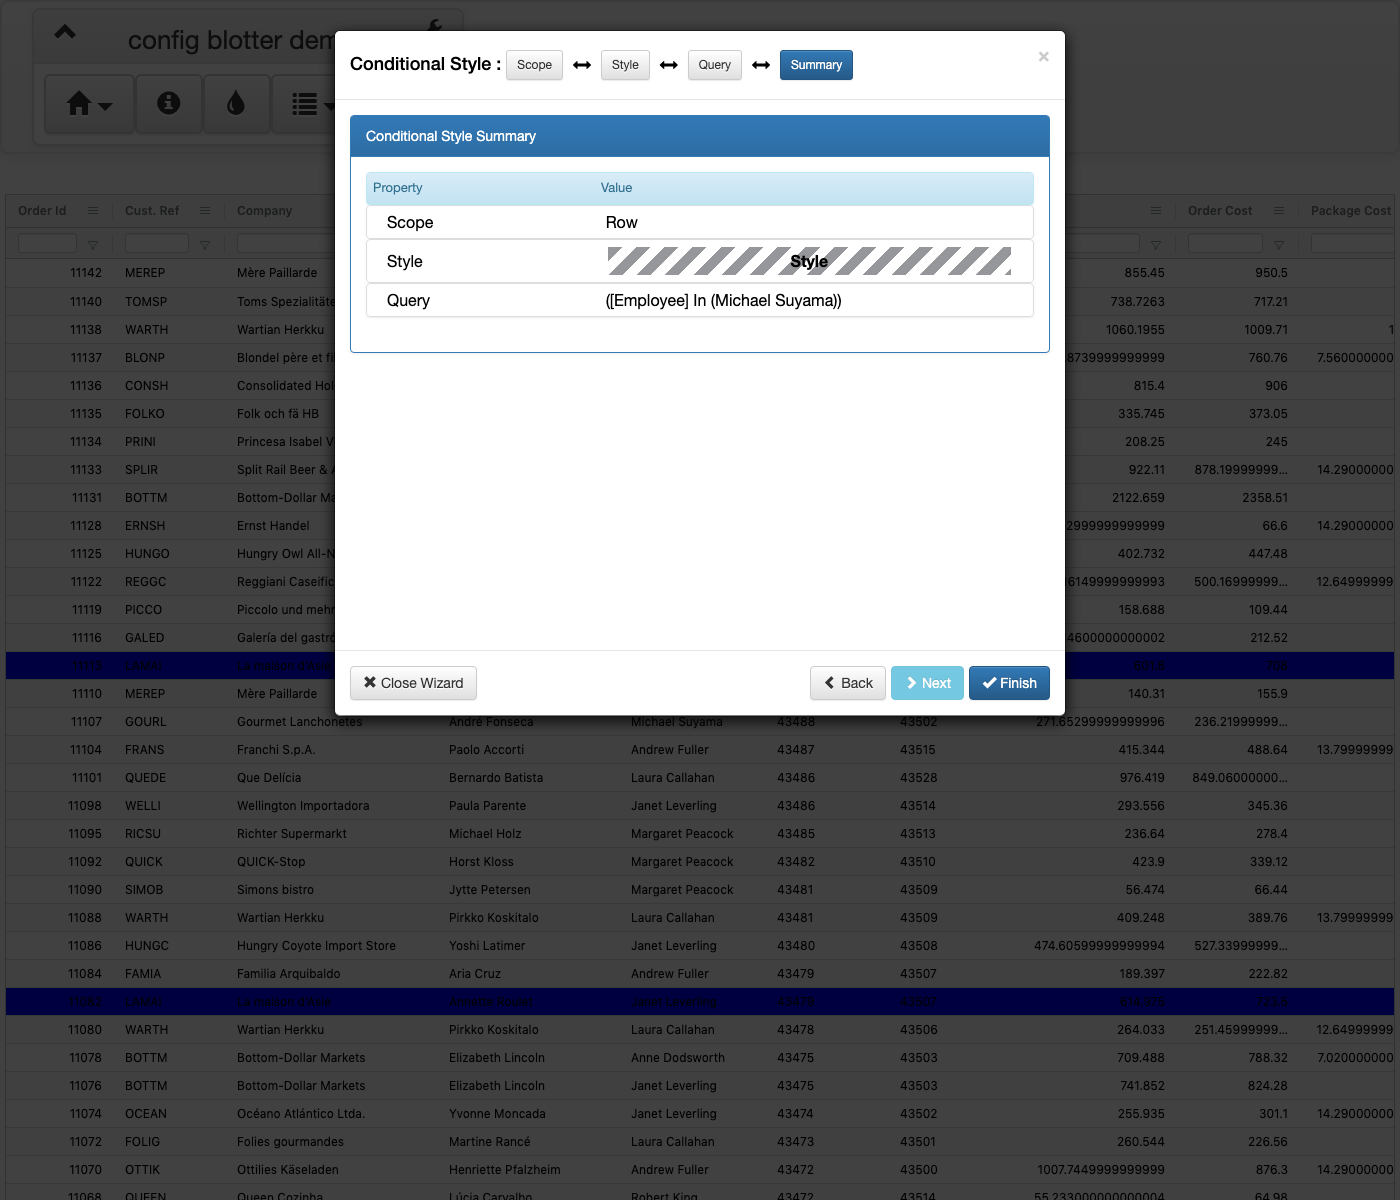 config blotter dem
Conditional Style : Scope Style Query Summary ×
Conditional Style Summary
Property Value
Scope Row
Style Style
Query ([Employee] In (Michael Suyama))
Close Wizard Back Next Finish
Order Id Cust. Ref Company Order Cost Package Cost
11142 MEREP Mère Paillarde 855.45 950.5
11140 TOMSP Toms Spezialitäte 738.7263 717.21
11138 WARTH Wartian Herkku 1060.1955 1009.71 1
11137 BLONP Blondel père et fi 8739999999999 760.76 7.560000000
11136 CONSH Consolidated Hol 815.4 906
11135 FOLKO Folk och fä HB 335.745 373.05
11134 PRINI Princesa Isabel V 208.25 245
11133 SPLIR Split Rail Beer & A 922.11 878.19999999... 14.29000000
11131 BOTTM Bottom-Dollar Ma 2122.659 2358.51
11128 ERNSH Ernst Handel 2999999999999 66.6 14.29000000
11125 HUNGO Hungry Owl All-N 402.732 447.48
11122 REGGC Reggiani Caseific 6149999999993 500.16999999... 12.64999999
11119 PICCO Piccolo und mehr 158.688 109.44
11116 GALED Galería del gastró 4600000000002 212.52
11110 MEREP Mère Paillarde 140.31 155.9
11107 GOURL Gourmet Lanchonetes André Fonseca Michael Suyama 43488 43502 271.65299999999996 236.21999999...
11104 FRANS Franchi S.p.A. Paolo Accorti Andrew Fuller 43487 43515 415.344 488.64 13.79999999
11101 QUEDE Que Delícia Bernardo Batista Laura Callahan 43486 43528 976.419 849.06000000...
11098 WELLI Wellington Importadora Paula Parente Janet Leverling 43486 43514 293.556 345.36
11095 RICSU Richter Supermarkt Michael Holz Margaret Peacock 43485 43513 236.64 278.4
11092 QUICK QUICK-Stop Horst Kloss Margaret Peacock 43482 43510 423.9 339.12
11090 SIMOB Simons bistro Jytte Petersen Margaret Peacock 43481 43509 56.474 66.44
11088 WARTH Wartian Herkku Pirkko Koskitalo Laura Callahan 43481 43509 409.248 389.76 13.79999999
11086 HUNGC Hungry Coyote Import Store Yoshi Latimer Janet Leverling 43480 43508 474.60599999999994 527.33999999...
11084 FAMIA Familia Arquibaldo Aria Cruz Andrew Fuller 43479 43507 189.397 222.82
Janet Leverling
11080 WARTH Wartian Herkku Pirkko Koskitalo Laura Callahan 43478 43506 264.033 251.45999999... 12.64999999
11078 BOTTM Bottom-Dollar Markets Elizabeth Lincoln Anne Dodsworth 43475 43503 709.488 788.32 7.020000000
11076 BOTTM Bottom-Dollar Markets Elizabeth Lincoln Janet Leverling 43475 43503 741.852 824.28
11074 OCEAN Océano Atlántico Ltda. Yvonne Moncada Janet Leverling 43474 43502 255.935 301.1 14.29000000
11072 FOLIG Folies gourmandes Martine Rancé Laura Callahan 43473 43501 260.544 226.56
11070 OTTIK Ottilies Käseladen Henriette Pfalzheim Andrew Fuller 43472 43500 1007.7449999999999 876.3 14.29000000
11068 QUEEN Queen Cozinha Lúcia Carvalho Robert King 43472 43514 55.233000000000004 64.98